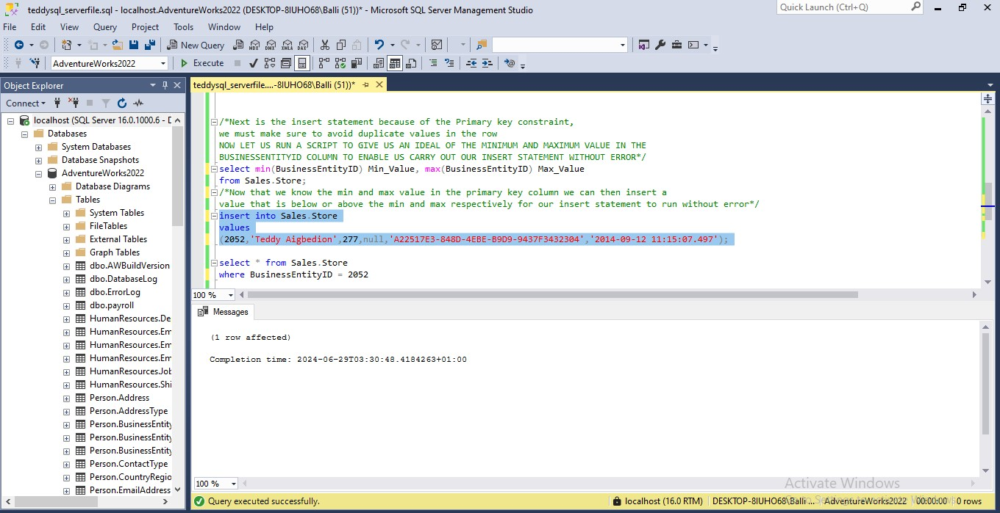 teddysql_serverfile.sql - localhost.AdventureWorks2022 (DESKTOP-8IUHO68\Balli (51))* - Microsoft SQL Server Management Studio
Quick Launch (Ctrl+Q)
File Edit View Query Project Tools Window Help
New Query MDX DMX XMLA DAX
AdventureWorks2022 Execute
Object Explorer
Connect
localhost (SQL Server 16.0.1000.6 - D
Databases
System Databases
Database Snapshots
AdventureWorks2022
Database Diagrams
Tables
System Tables
FileTables
External Tables
Graph Tables
dbo.AWBuildVersion
dbo.DatabaseLog
dbo.ErrorLog
dbo.payroll
HumanResources.De
HumanResources.Em
HumanResources.Em
HumanResources.Em
HumanResources.Job
HumanResources.Shi
Person.Address
Person.AddressType
Person.BusinessEntity
Person.BusinessEntity
Person.BusinessEntity
Person.ContactType
Person.CountryRegio
Person.EmailAddress
teddysql_serverfile....-8IUHO68\Balli (51))*
/*Next is the insert statement because of the Primary key constraint,
we must make sure to avoid duplicate values in the row
NOW LET US RUN A SCRIPT TO GIVE US AN IDEAL OF THE MINIMUM AND MAXIMUM VALUE IN THE
BUSINESSENTITYID COLUMN TO ENABLE US CARRY OUT OUR INSERT STATEMENT WITHOUT ERROR*/
select min(BusinessEntityID) Min_Value, max(BusinessEntityID) Max_Value
from Sales.Store;
/*Now that we know the min and max value in the primary key column we can then insert a
value that is below or above the min and max respectively for our insert statement to run without error*/
insert into Sales.Store
values
(2052,'Teddy Aigbedion',277,null,'A22517E3-848D-4EBE-B9D9-9437F3432304','2014-09-12 11:15:07.497');
select * from Sales.Store
where BusinessEntityID = 2052
100 %
Messages
(1 row affected)
Completion time: 2024-06-29T03:30:48.4184263+01:00
100 %
Activate Windows
Query executed successfully. localhost (16.0 RTM) DESKTOP-8IUHO68\Balli ... AdventureWorks2022 00:00:00 0 rows